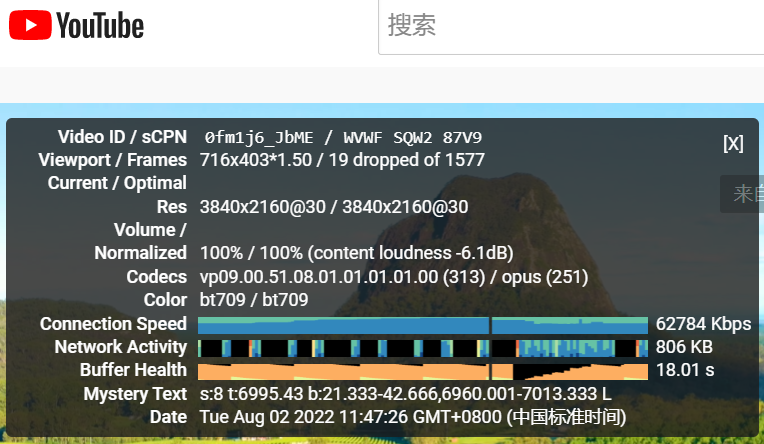 YouTube
搜索
Video ID / sCPN 0fm1j6_JbME / WVWF SQW2 87V9
[X]
Viewport / Frames 716x403*1.50 / 19 dropped of 1577
Current / Optimal
来自
Res 3840x2160@30 / 3840x2160@30
Volume /
Normalized 100% / 100% (content loudness -6.1dB)
Codecs vp09.00.51.08.01.01.01.01.00 (313) / opus (251)
Color bt709 / bt709
Connection Speed 62784 Kbps
Network Activity 806 KB
Buffer Health 18.01 s
Mystery Text s:8 t:6995.43 b:21.333-42.666,6960.001-7013.333 L
Date Tue Aug 02 2022 11:47:26 GMT+0800 (中国标准时间)